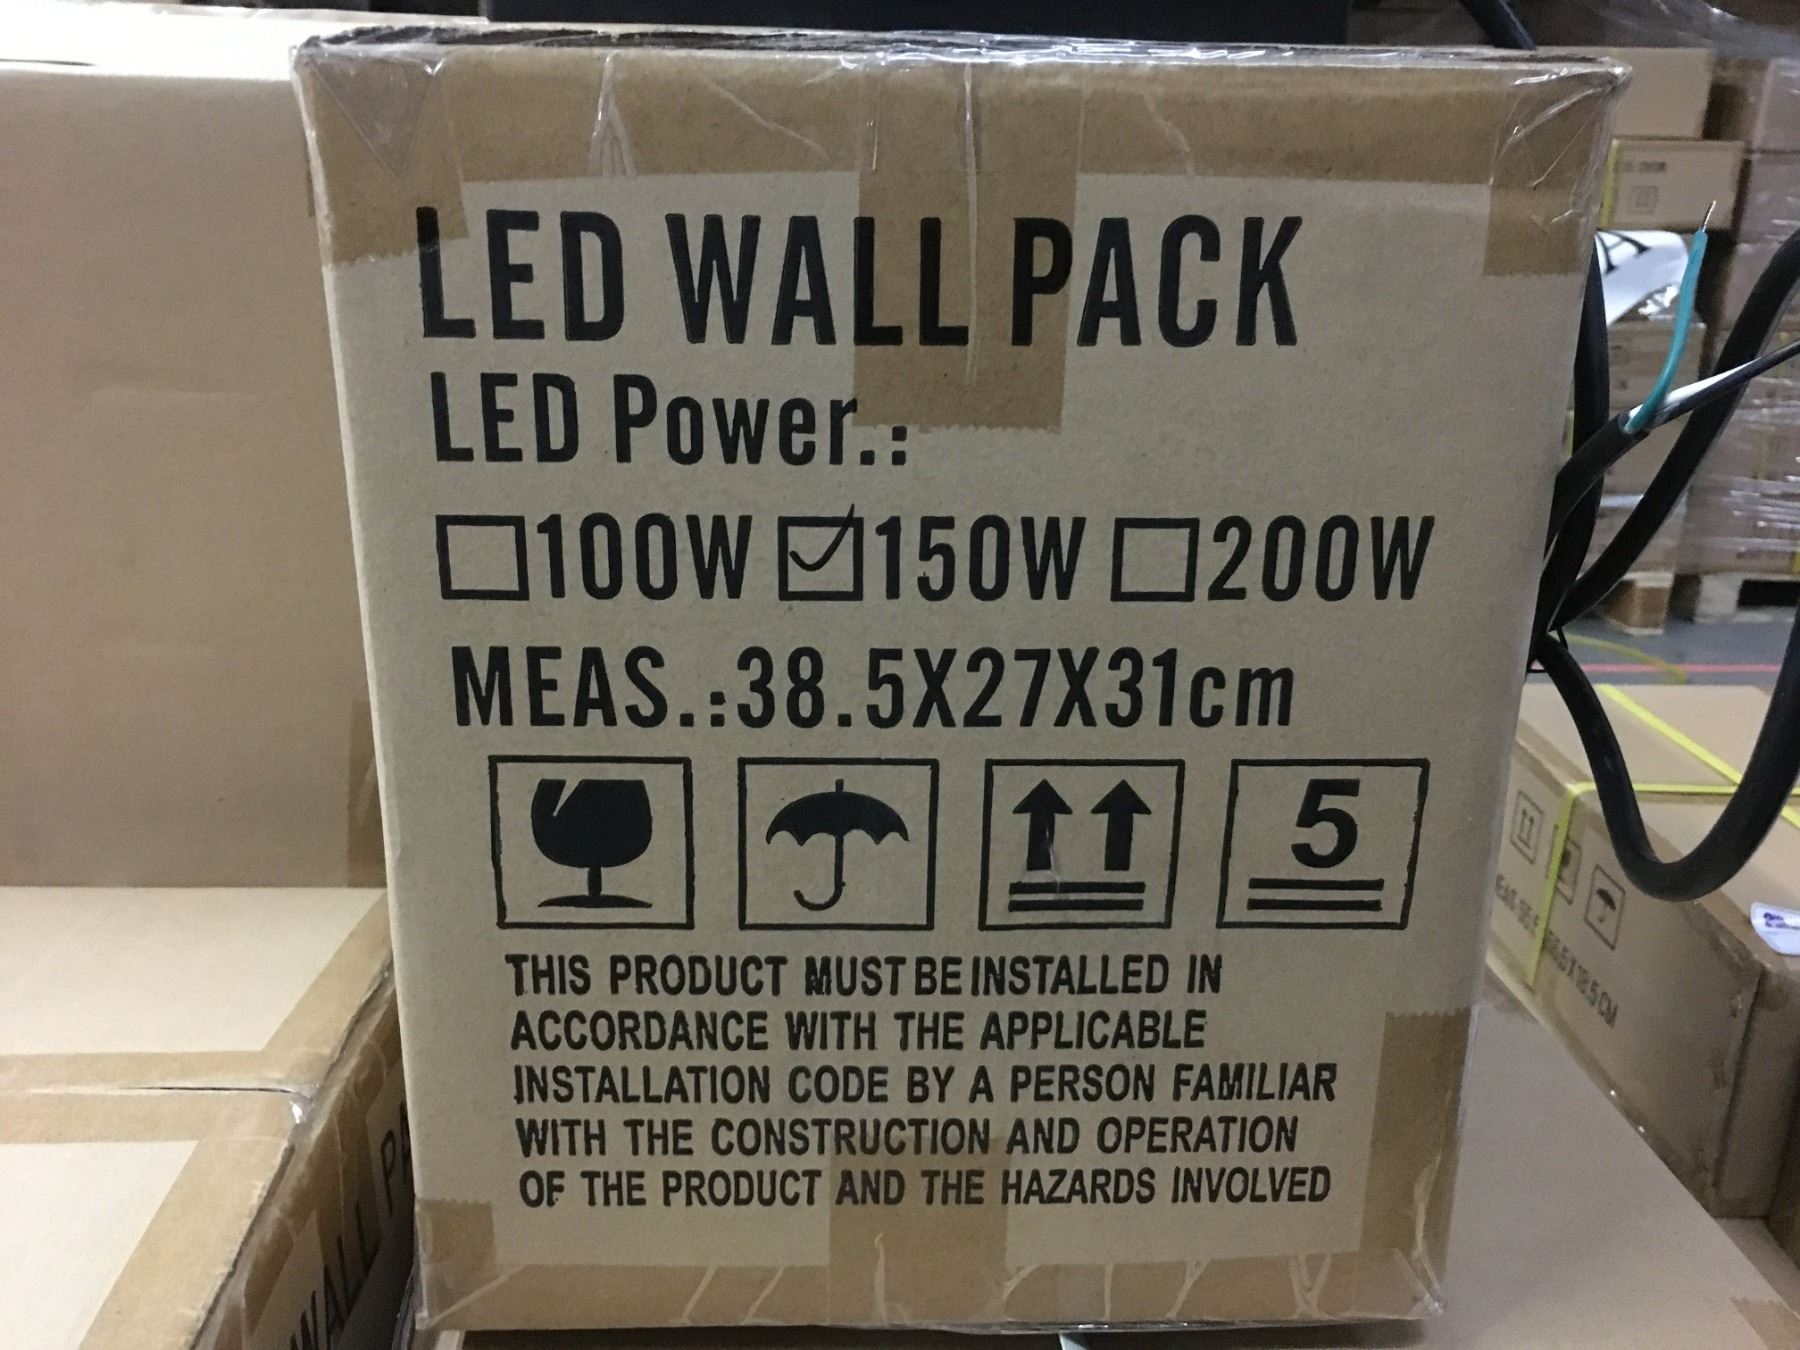 LED WALL PACK
LED Power.:
100W 150W 200W
MEAS.:38.5X27X31cm
5
THIS PRODUCT MUST BE INSTALLED IN
ACCORDANCE WITH THE APPLICABLE
INSTALLATION CODE BY A PERSON FAMILIAR
WITH THE CONSTRUCTION AND OPERATION
OF THE PRODUCT AND THE HAZARDS INVOLVED
WALL PA